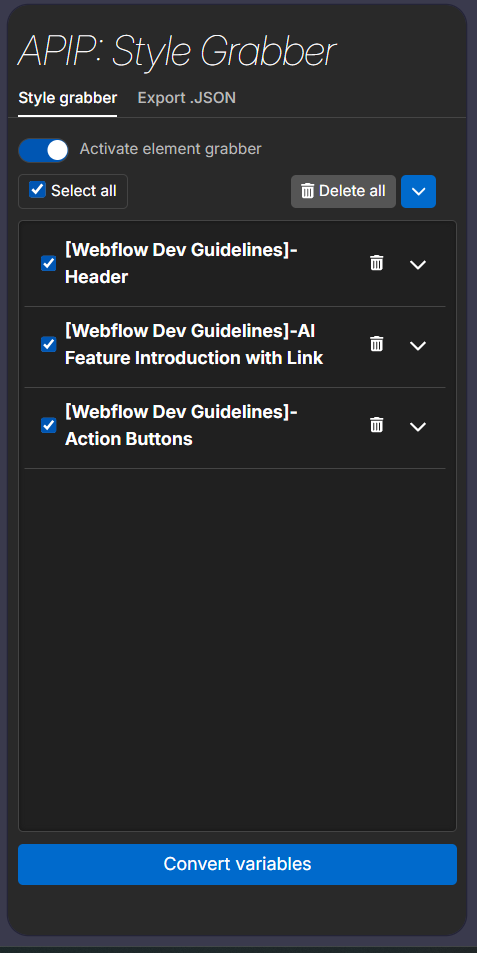 APIP: Style Grabber
Style grabber Export .JSON
Activate element grabber
Select all Delete all
[Webflow Dev Guidelines]-
Header
[Webflow Dev Guidelines]-AI
Feature Introduction with Link
[Webflow Dev Guidelines]-
Action Buttons
Convert variables